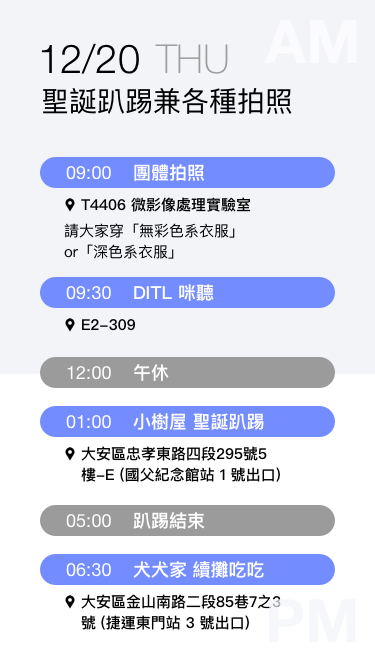 AM
12/20 THU
聖誕趴踢兼各種拍照
09:00 團體拍照
T4406 微影像處理實驗室
請大家穿「無彩色系衣服」
or「深色系衣服」
09:30 DITL 咪聽
E2–309
12:00 午休
01:00 小樹屋 聖誕趴踢
大安區忠孝東路四段295號5
樓–E (國父紀念館站 1 號出口)
05:00 趴踢結束
06:30 犬犬家 續攤吃吃
大安區金山南路二段85巷7之3
號 (捷運東門站 3 號出口)
PM